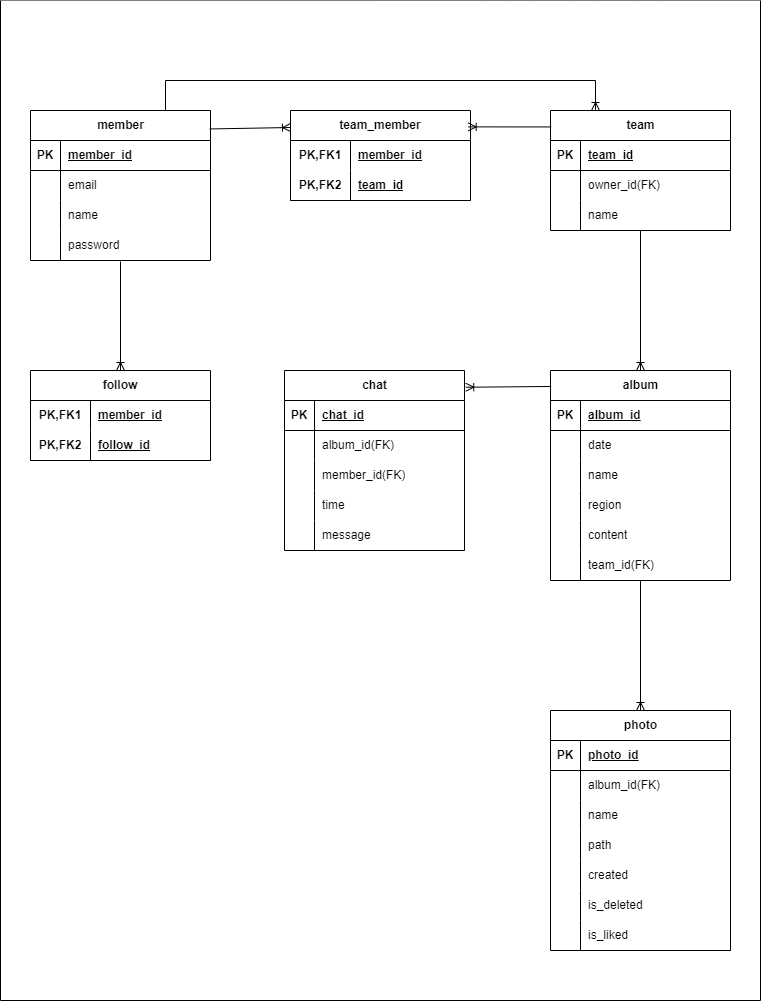 member
PK member_id
email
name
password
team_member
PK,FK1 member_id
PK,FK2 team_id
team
PK team_id
owner_id(FK)
name
follow
PK,FK1 member_id
PK,FK2 follow_id
chat
PK chat_id
album_id(FK)
member_id(FK)
time
message
album
PK album_id
date
name
region
content
team_id(FK)
photo
PK photo_id
album_id(FK)
name
path
created
is_deleted
is_liked